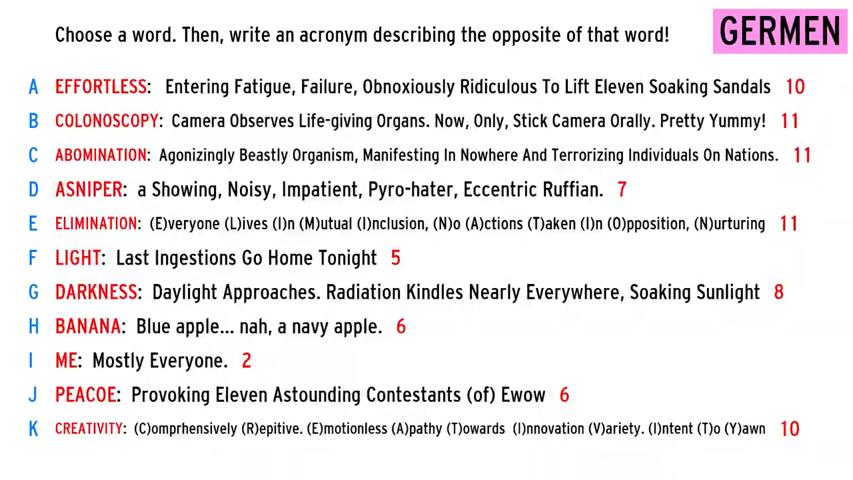 Choose a word. Then, write an acronym describing the opposite of that word!
GERMEN
A EFFORTLESS: Entering Fatigue, Failure, Obnoxiously Ridiculous To Lift Eleven Soaking Sandals 10
B COLONOSCOPY: Camera Observes Life-giving Organs. Now, Only, Stick Camera Orally. Pretty Yummy! 11
C ABOMINATION: Agonizingly Beastly Organism, Manifesting In Nowhere And Terrorizing Individuals On Nations. 11
D ASNIPER: a Showing, Noisy, Impatient, Pyro-hater, Eccentric Ruffian. 7
E ELIMINATION: (E)veryone (L)ives (I)n (M)utual (I)nclusion, (N)o (A)ctions (T)aken (I)n (O)pposition, (N)urturing 11
F LIGHT: Last Ingestions Go Home Tonight 5
G DARKNESS: Daylight Approaches. Radiation Kindles Nearly Everywhere, Soaking Sunlight 8
H BANANA: Blue apple... nah, a navy apple. 6
I ME: Mostly Everyone. 2
J PEACOE: Provoking Eleven Astounding Contestants (of) Ewow 6
K CREATIVITY: (C)omprhensively (R)epitive. (E)motionless (A)pathy (T)owards (I)nnovation (V)ariety. (I)ntent (T)o (Y)awn 10